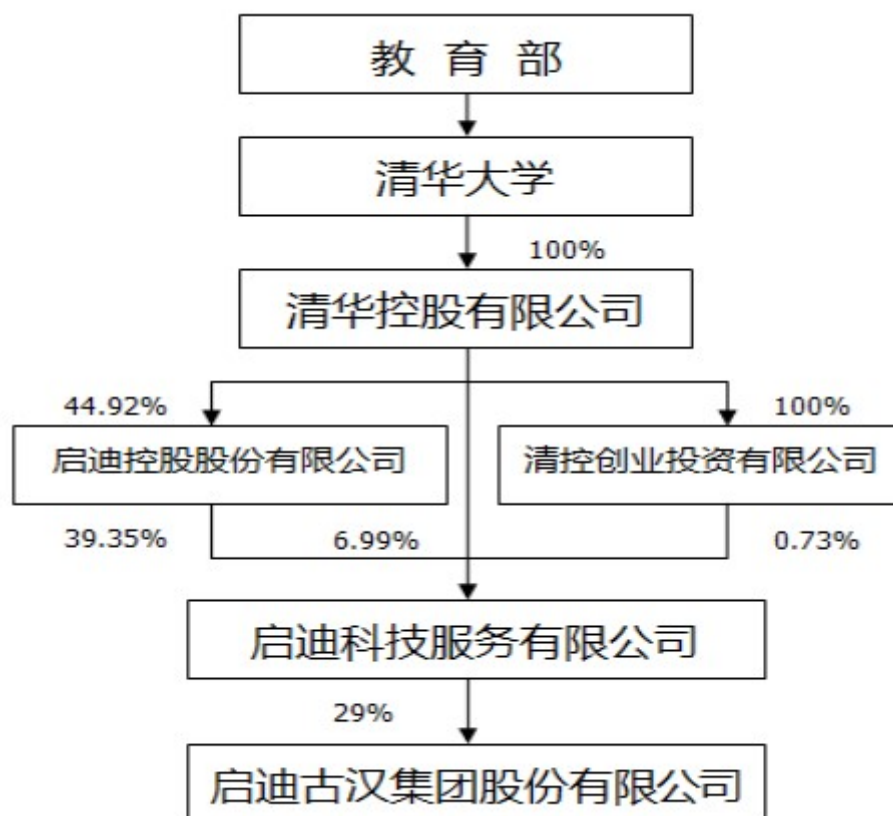 教 育 部
清华大学
100%
清华控股有限公司
44.92%
100%
启迪控股股份有限公司
清控创业投资有限公司
39.35%
6.99%
0.73%
启迪科技服务有限公司
29%
启迪古汉集团股份有限公司